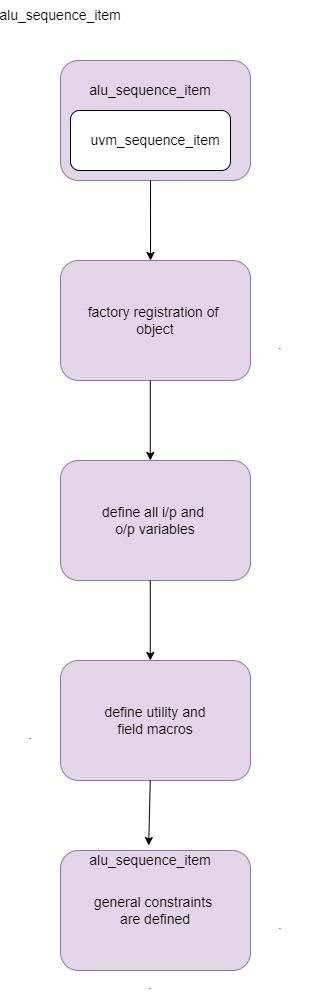 alu_sequence_item
alu_sequence_item
uvm_sequence_item
factory registration of
object
define all i/p and
o/p variables
define utility and
field macros
alu_sequence_item
general constraints
are defined